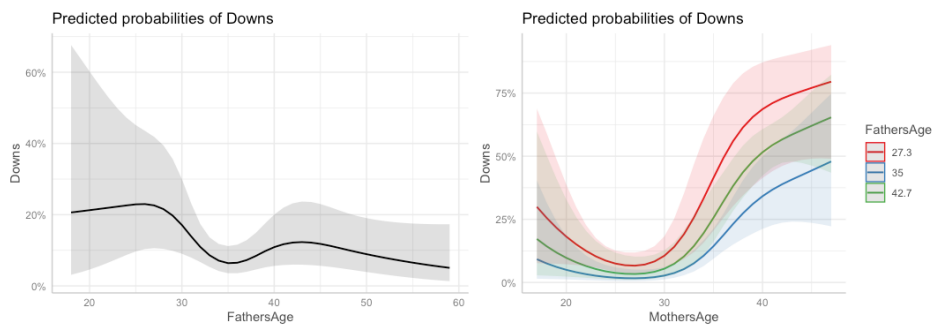 Predicted probabilities of Downs
60%
40%
20%
0%
Downs
20
30
40
50
60
FathersAge
Predicted probabilities of Downs
75%
50%
25%
0%
Downs
20
30
40
MothersAge
FathersAge
27.3
35
42.7